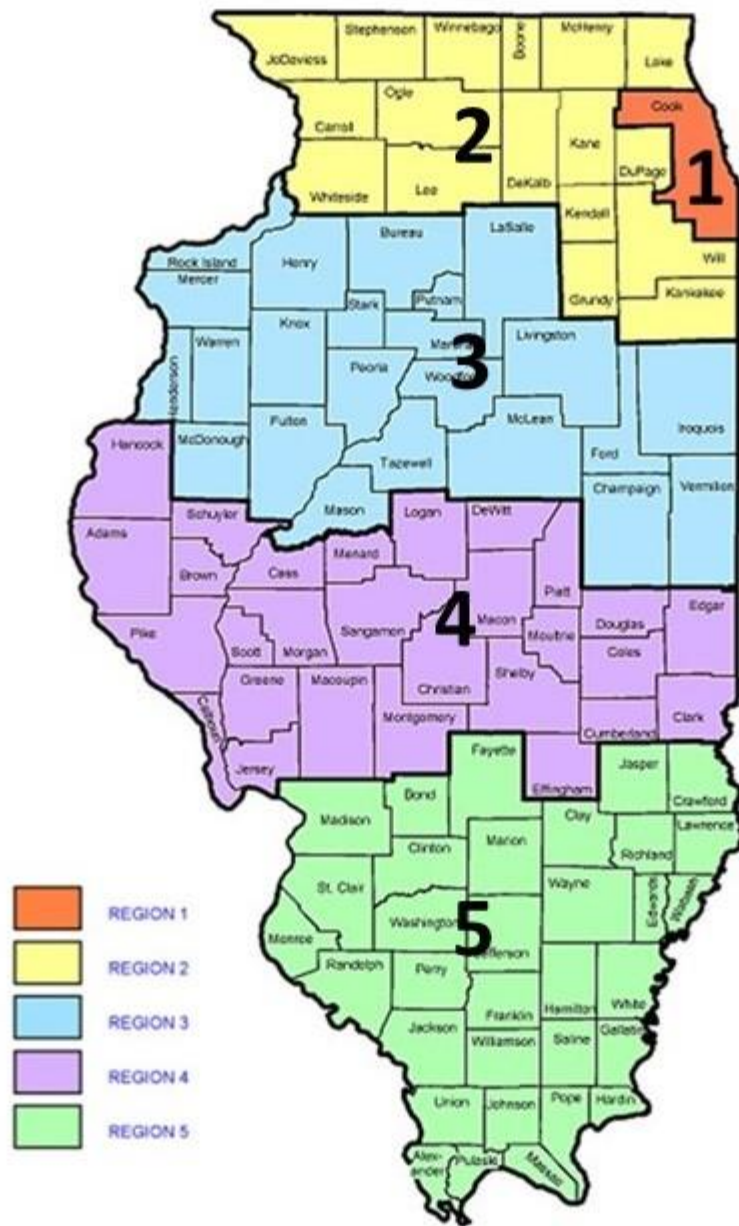 Stephenson
Winnebago
Boone
McHenry
JoDaviess
Lake
Ogle
Cook
Carroll
2
Kane
DuPage
1
Whiteside
Lee
DeKalb
Kendall
LaSalle
Bureau
Rock Island
Henry
Will
Mercer
Grundy
Kankakee
Stark
Putnam
Knox
Livingston
Warren
3
Peoria
Henderson
McLean
Fulton
Iroquois
Hancock
McDonough
Ford
Tazewell
Champaign
Vermilion
Mason
Logan
DeWitt
Schuyler
Adams
Menard
Brown
Cass
Piatt
Edgar
4
Macon
Douglas
Pike
Sangamon
Moultrie
Scott
Morgan
Coles
Shelby
Greene
Macoupin
Christian
Calhoun
Montgomery
Clark
Cumberland
Fayette
Jersey
Jasper
Effingham
Bond
Crawford
Clay
Madison
Lawrence
Marion
Clinton
Richland
St. Clair
Wayne
Edwards
Wabash
REGION 1
Washington
5
Monroe
Jefferson
REGION 2
Randolph
Perry
Hamilton
White
Franklin
REGION 3
Jackson
Gallatin
Williamson
Saline
REGION 4
Union
Johnson
Pope
Hardin
REGION 5
Alex-
ander
Pulaski
Massac